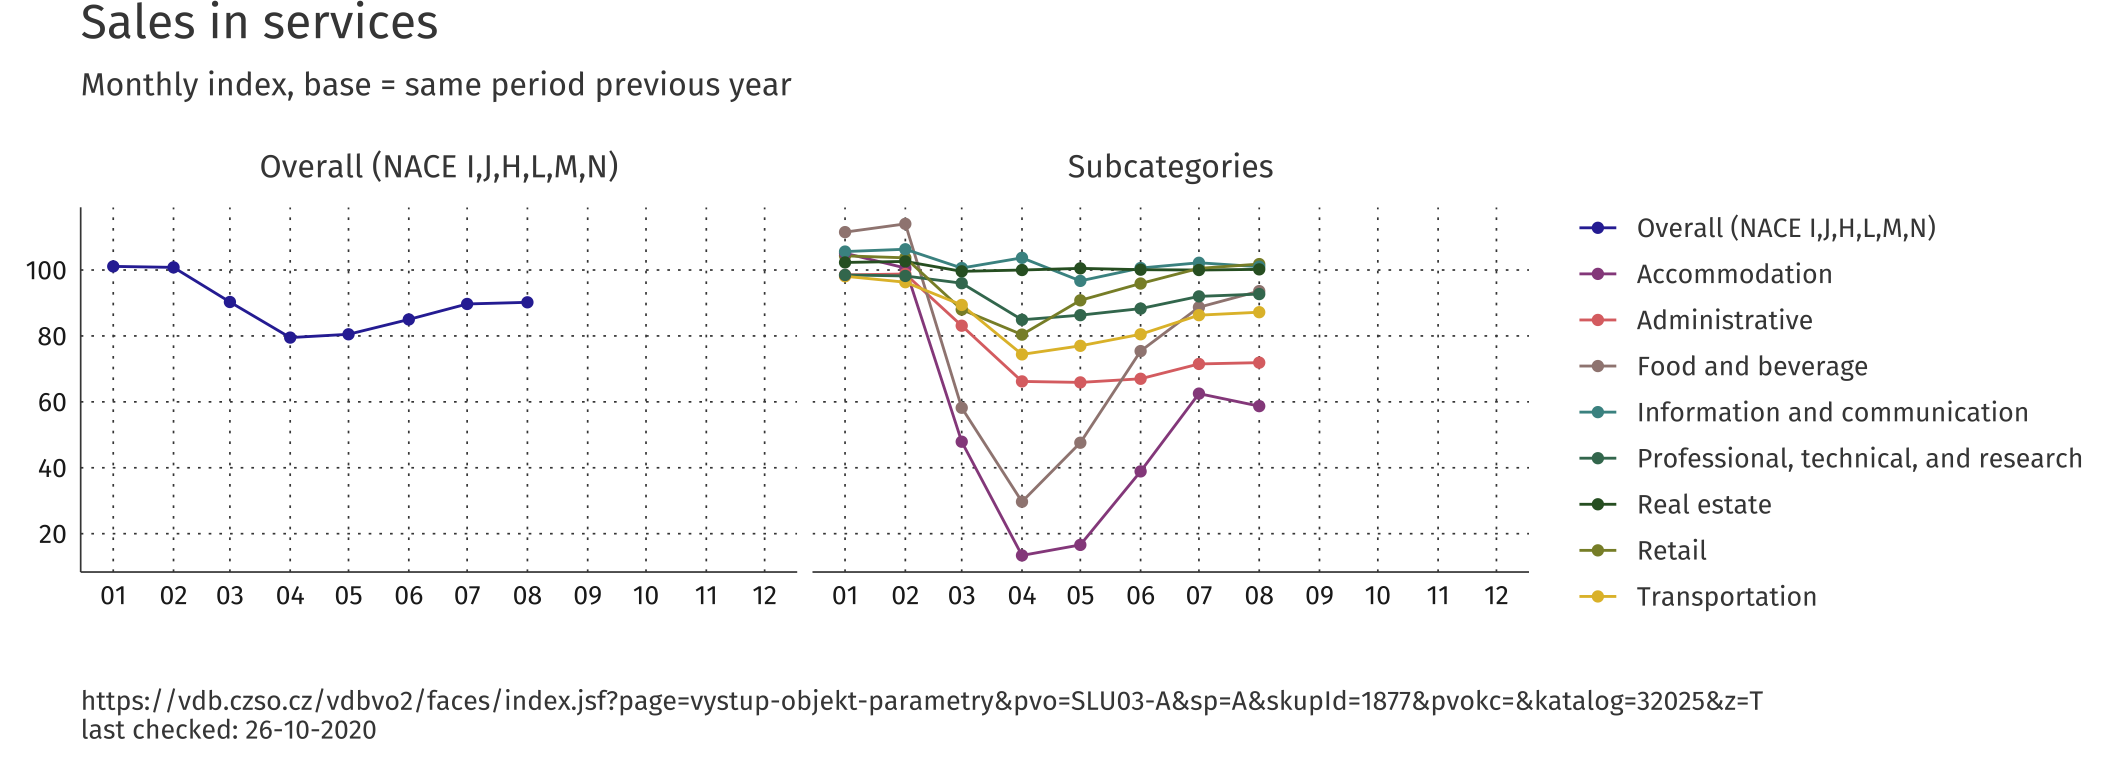 Sales in services
Monthly index, base = same period previous year
Overall (NACE I,J,H,L,M,N)
100
80
60
40
20
01 02 03 04 05 06 07 08 09 10 11 12
Subcategories
01 02 03 04 05 06 07 08 09 10 11 12
Overall (NACE I,J,H,L,M,N)
Accommodation
Administrative
Food and beverage
Information and communication
Professional, technical, and research
Real estate
Retail
Transportation
https://vdb.czso.cz/vdbvo2/faces/index.jsf?page=vystup-objekt-parametry&pvo=SLU03-A&sp=A&skupId=1877&pvokc=&katalog=32025&z=T
last checked: 26-10-2020